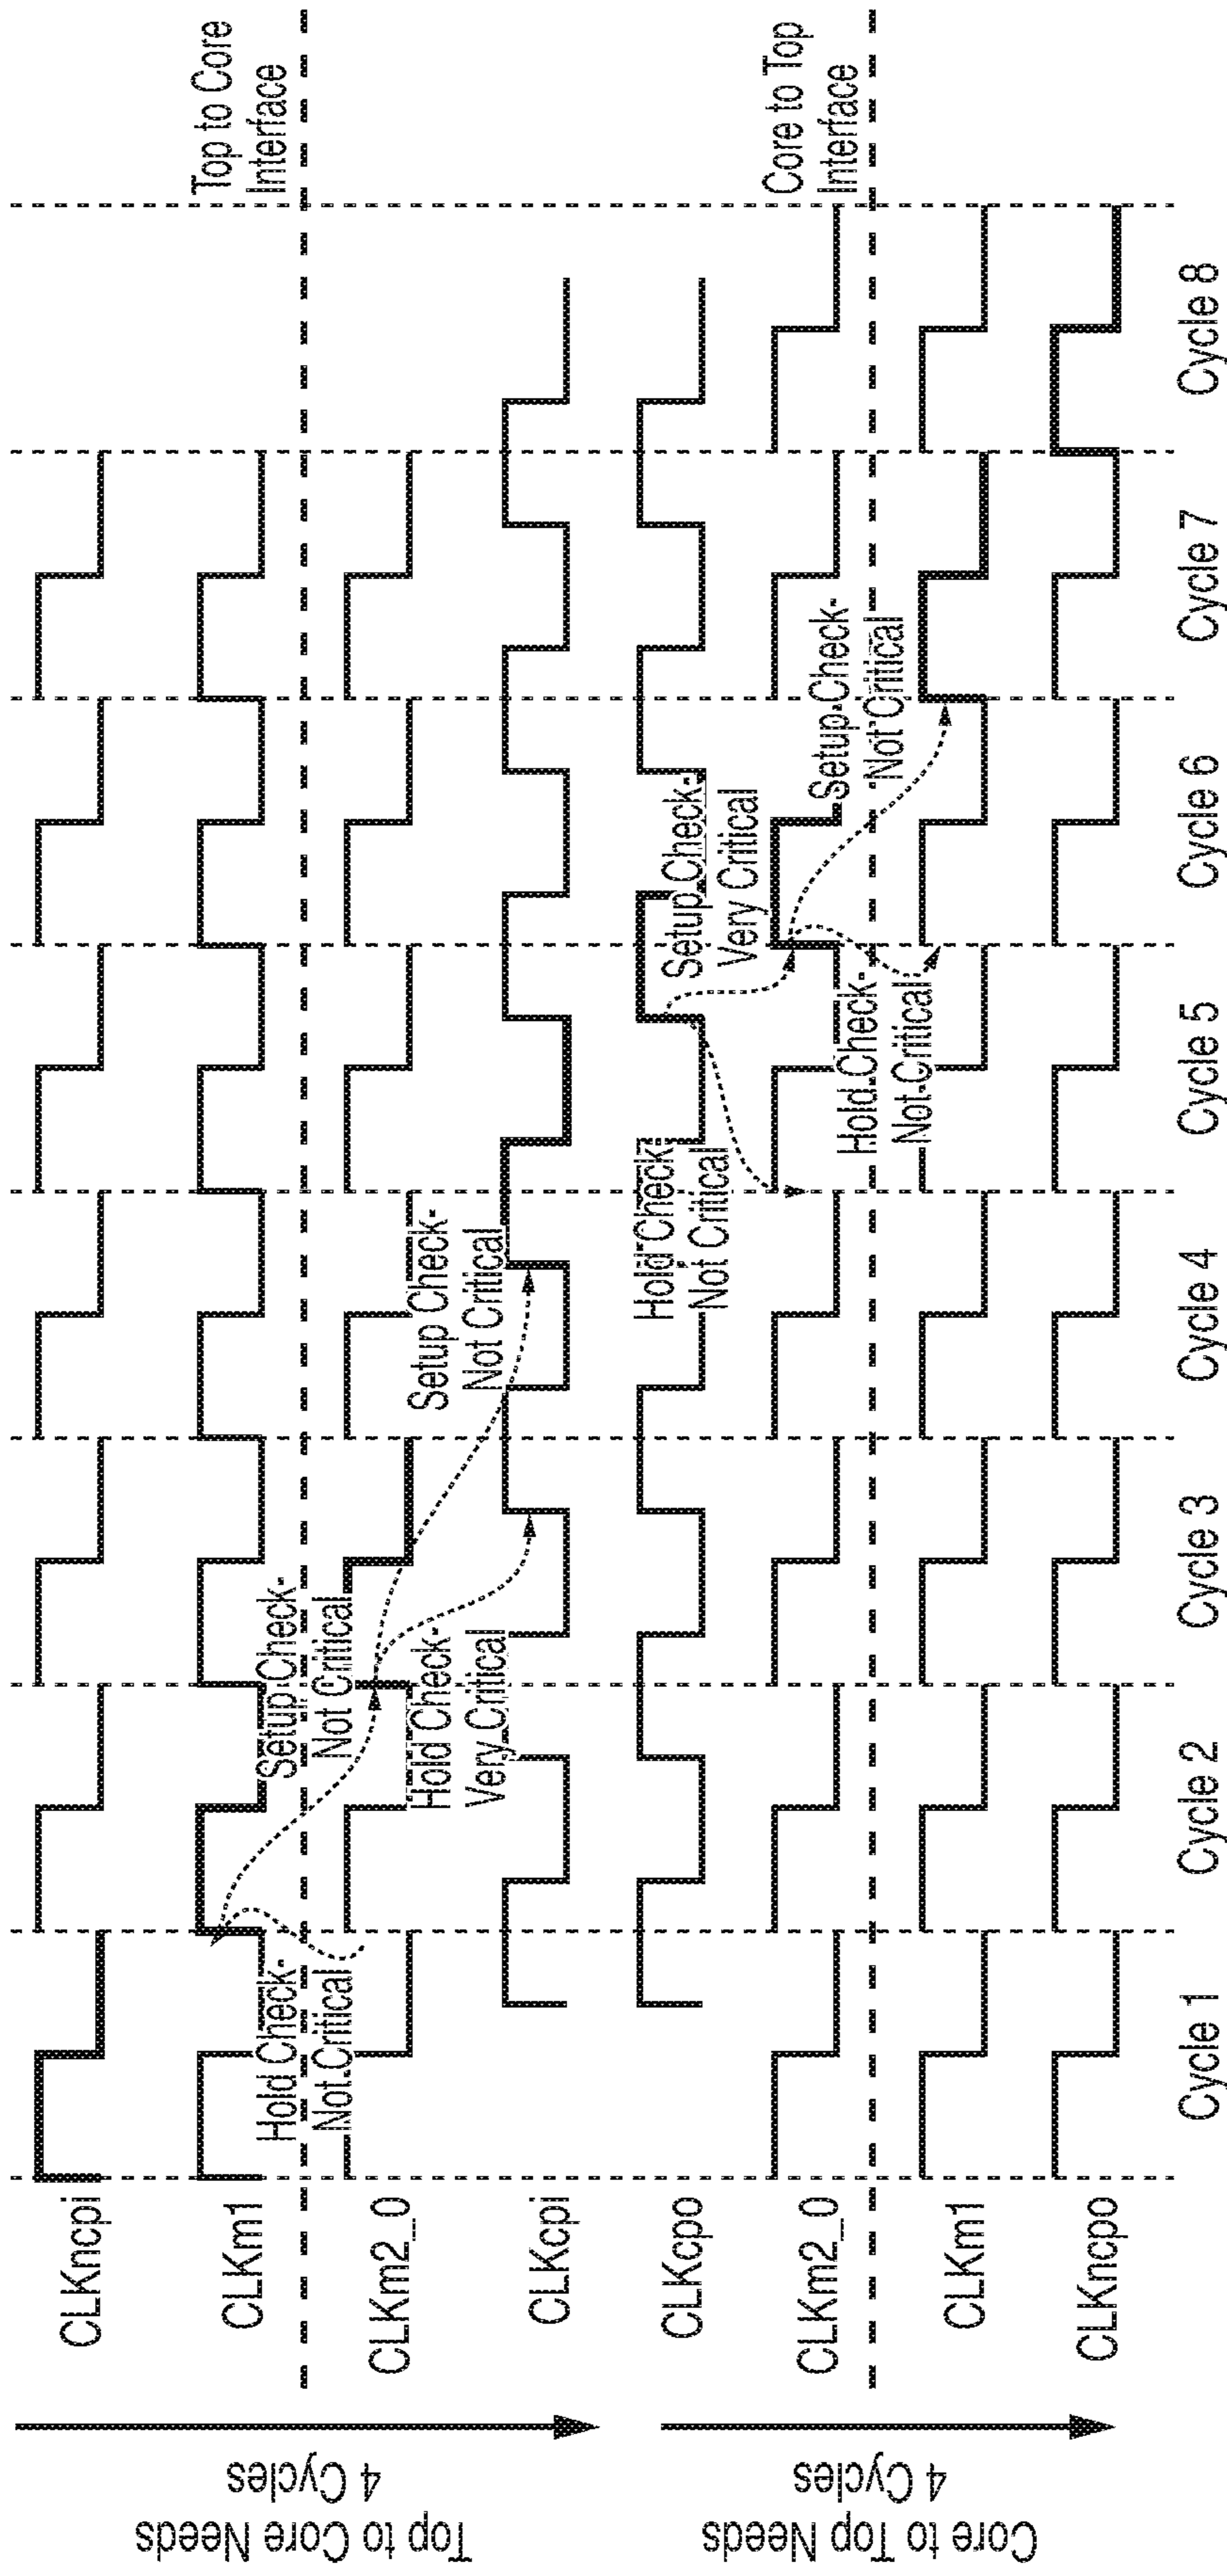 Top to Core Needs
4 Cycles
Core to Top Needs
4 Cycles
CLKncpi
CLKm1
CLKm2_0
CLKcpi
CLKcpo
CLKm2_0
CLKm1
CLKncpo
Top to Core
Interface
Core to Top
Interface
Hold Check-
Not Critical
Setup Check-
Not Critical
Hold Check-
Very Critical
Setup Check-
Not Critical
Hold Check-
Not Critical
Setup Check-
Very Critical
Hold Check-
Not Critical
Setup Check-
Not Critical
Cycle 1
Cycle 2
Cycle 3
Cycle 4
Cycle 5
Cycle 6
Cycle 7
Cycle 8